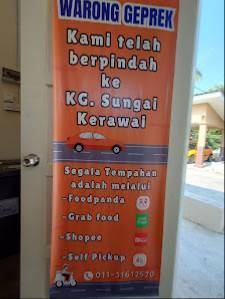 WARONG GEPREK
Kami telah
berpindah
ke
KG. Sungai
Kerawai
Segala Tempahan
adalah melalui
-Foodpanda
-Grab food
-Shopee
-Self Pickup
011-31612520